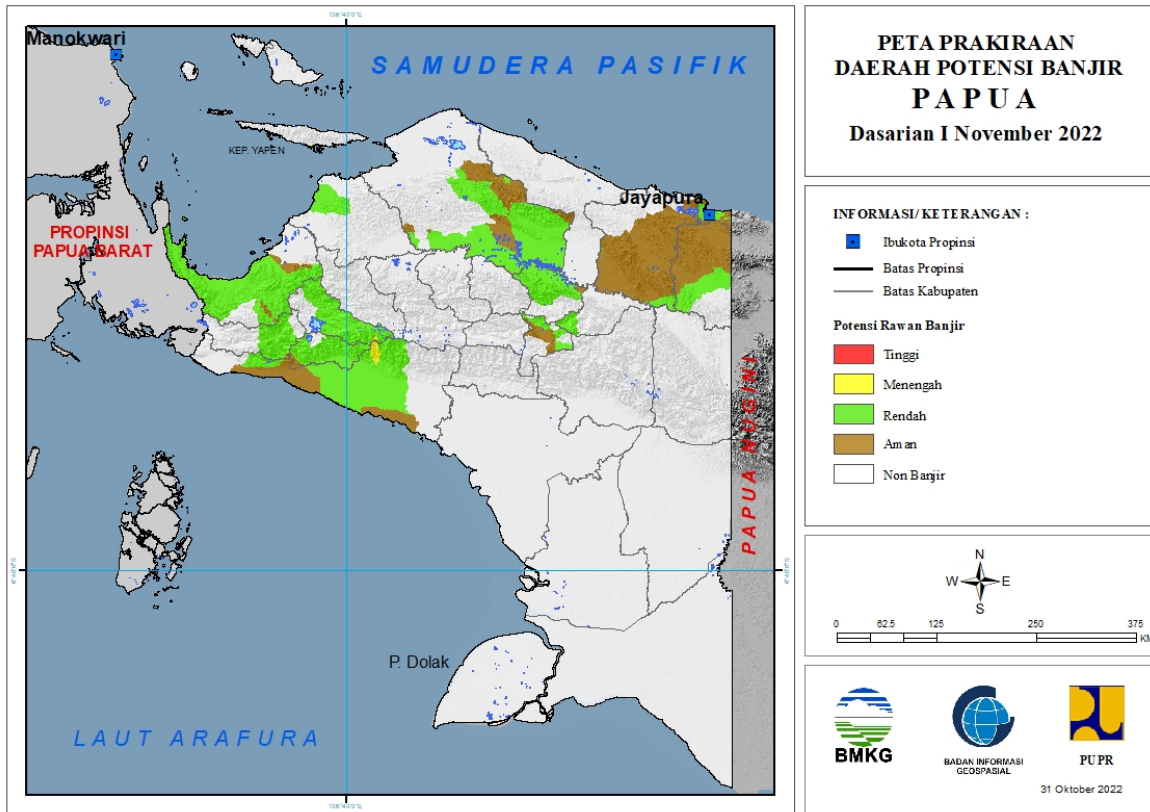 Manokwari
SAMUDERA PASIFIK
KEP. YAPEN
Jayapura
PROPINSI
PAPUA BARAT
PAPUA NUGINI
P. Dolak
LAUT ARAFURA
PETA PRAKIRAAN
DAERAH POTENSI BANJIR
PAPUA
Dasarian I November 2022
INFORMASI/ KETERANGAN :
Ibukota Propinsi
Batas Propinsi
Batas Kabupaten
Potensi Rawan Banjir
Tinggi
Menengah
Rendah
Aman
Non Banjir
N
W E
S
0 62.5 125 250 375
KM
BMKG
BADAN INFORMASI
GEOSPASIAL
PUPR
31 Oktober 2022